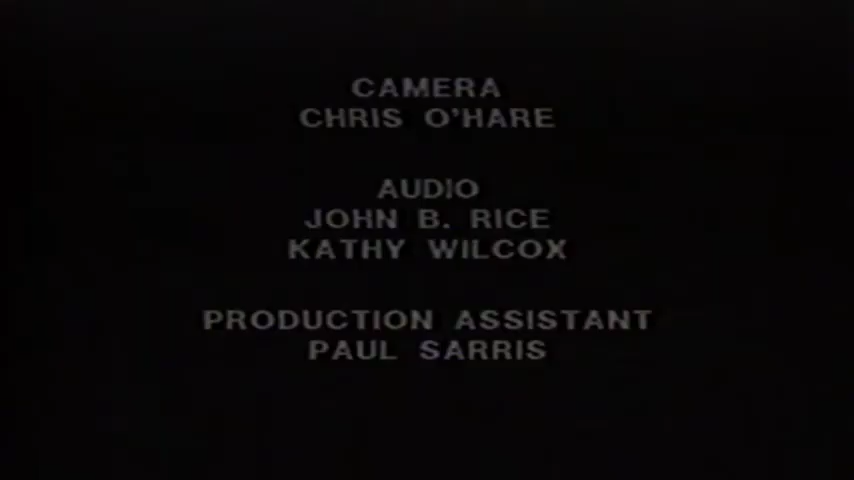 CAMERA
CHRIS O'HARE
AUDIO
JOHN B. RICE
KATHY WILCOX
PRODUCTION ASSISTANT
PAUL SARRIS